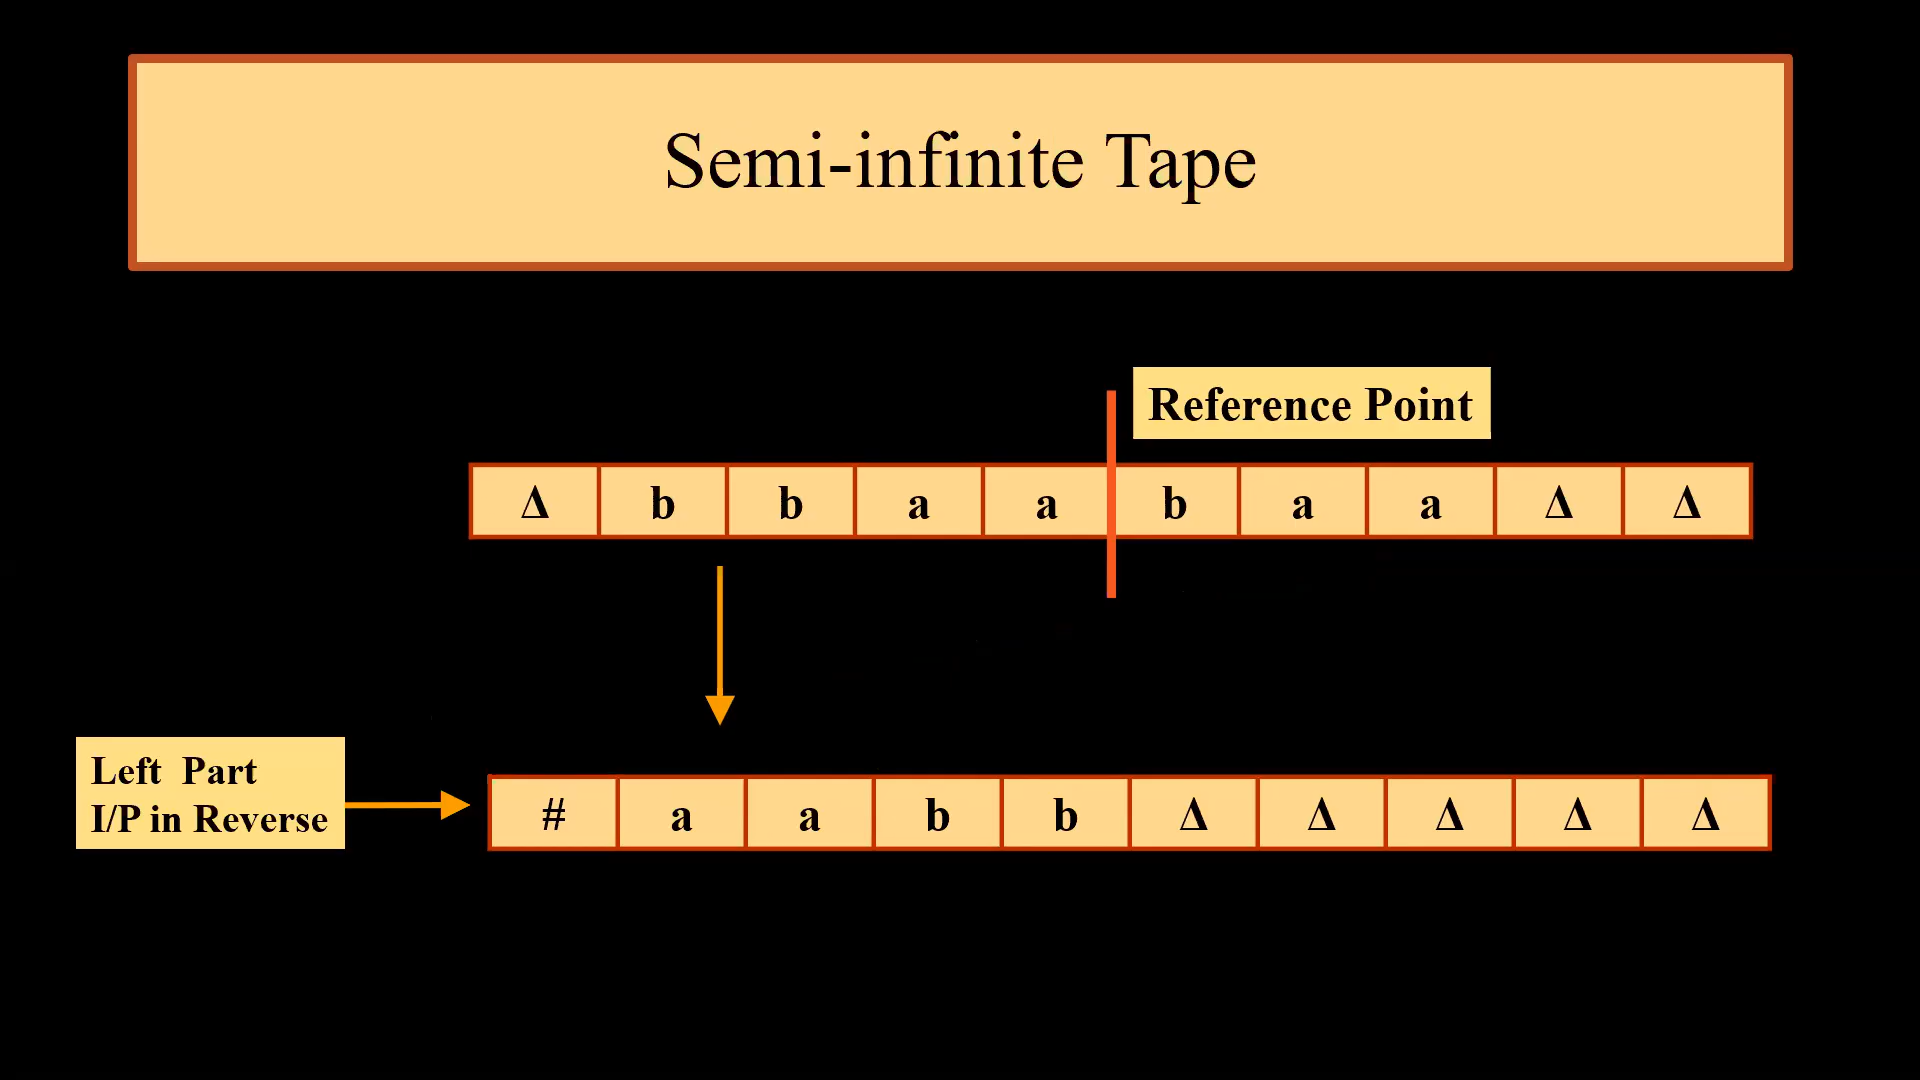 Semi-infinite Tape
Reference Point
Δ b b a a b a a Δ Δ
Left Part
I/P in Reverse
# a a b b Δ Δ Δ Δ Δ